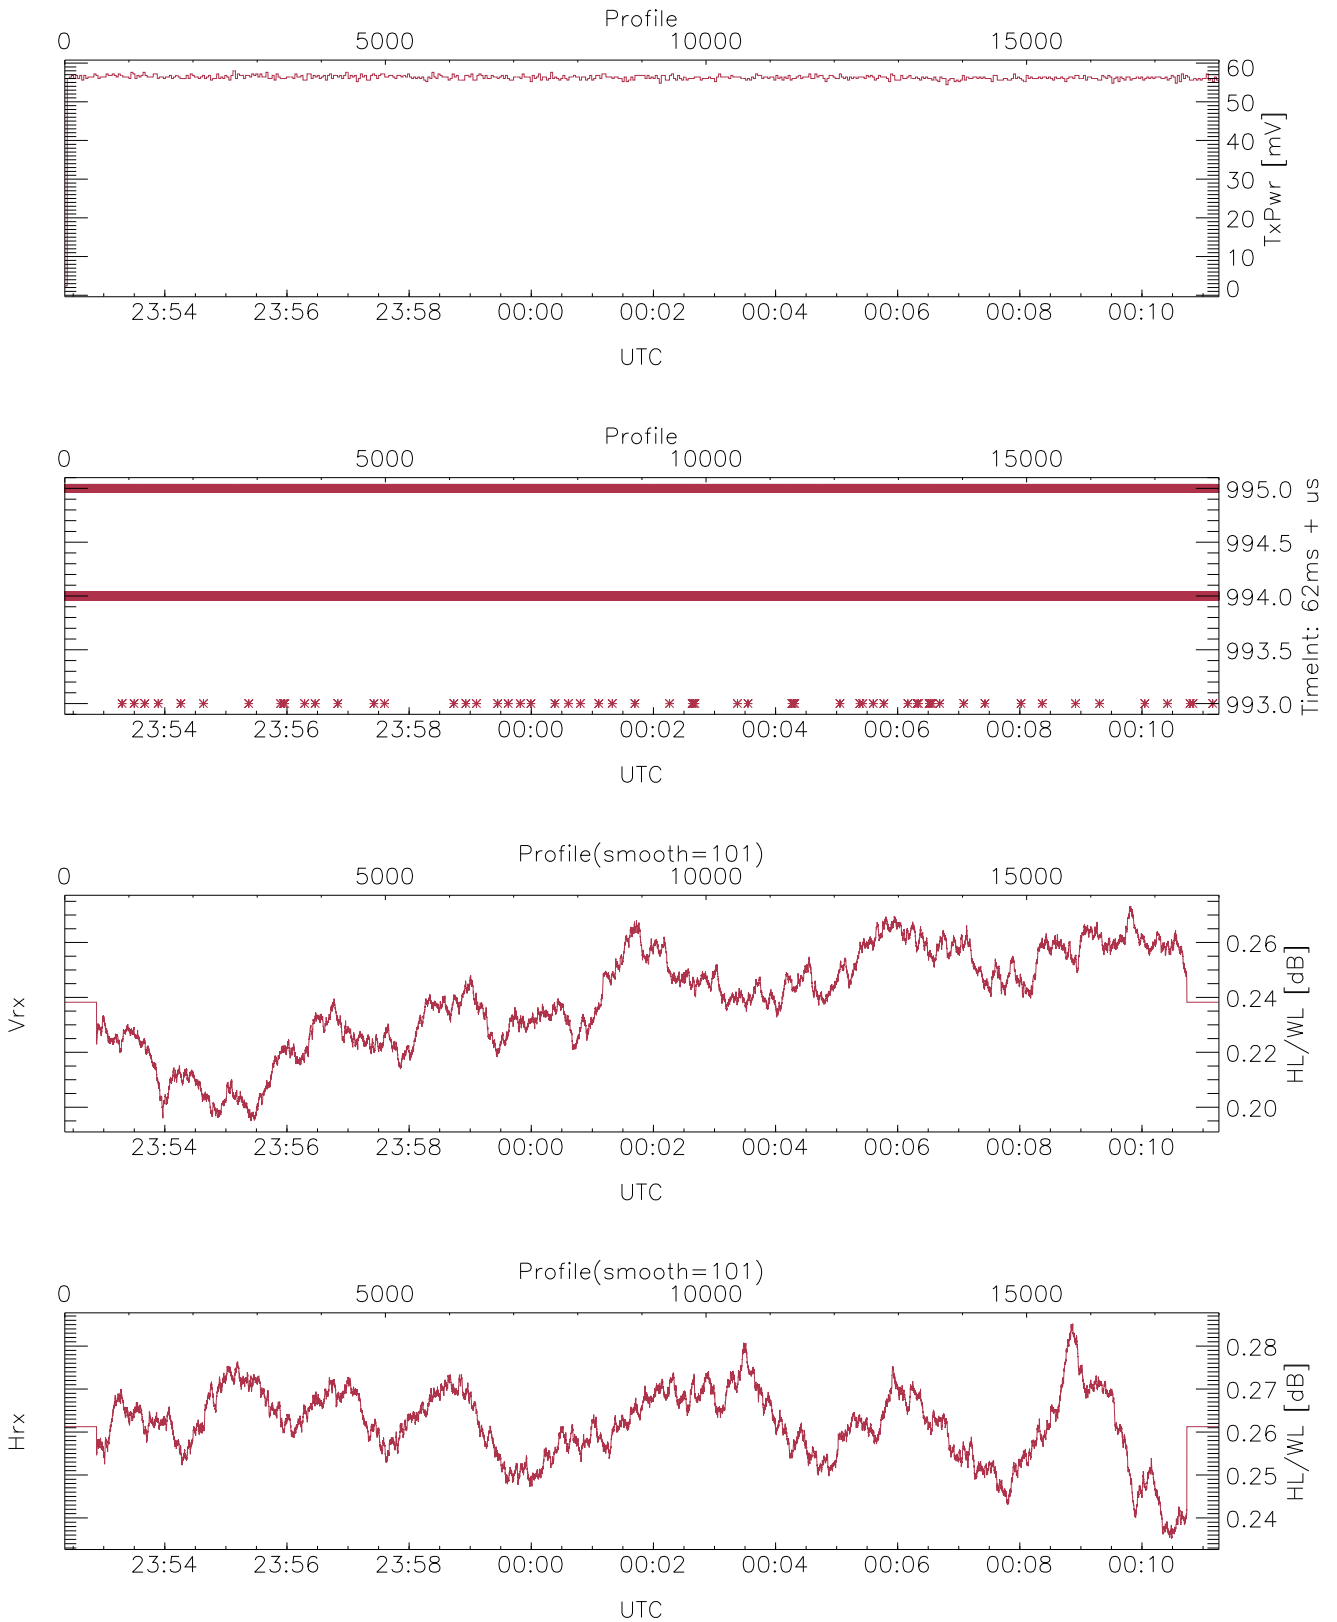 Profile
0 5000 10000 15000
60
50
40
30
20
10
0
TxPwr [mV]
23:54 23:56 23:58 00:00 00:02 00:04 00:06 00:08 00:10
UTC
Profile
0 5000 10000 15000
995.0
994.5
994.0
993.5
993.0
TimeInt: 62ms + us
23:54 23:56 23:58 00:00 00:02 00:04 00:06 00:08 00:10
UTC
Profile(smooth=101)
0 5000 10000 15000
Vrx
0.26
0.24
0.22
0.20
HL/WL [dB]
23:54 23:56 23:58 00:00 00:02 00:04 00:06 00:08 00:10
UTC
Profile(smooth=101)
0 5000 10000 15000
Hrx
0.28
0.27
0.26
0.25
0.24
HL/WL [dB]
23:54 23:56 23:58 00:00 00:02 00:04 00:06 00:08 00:10
UTC